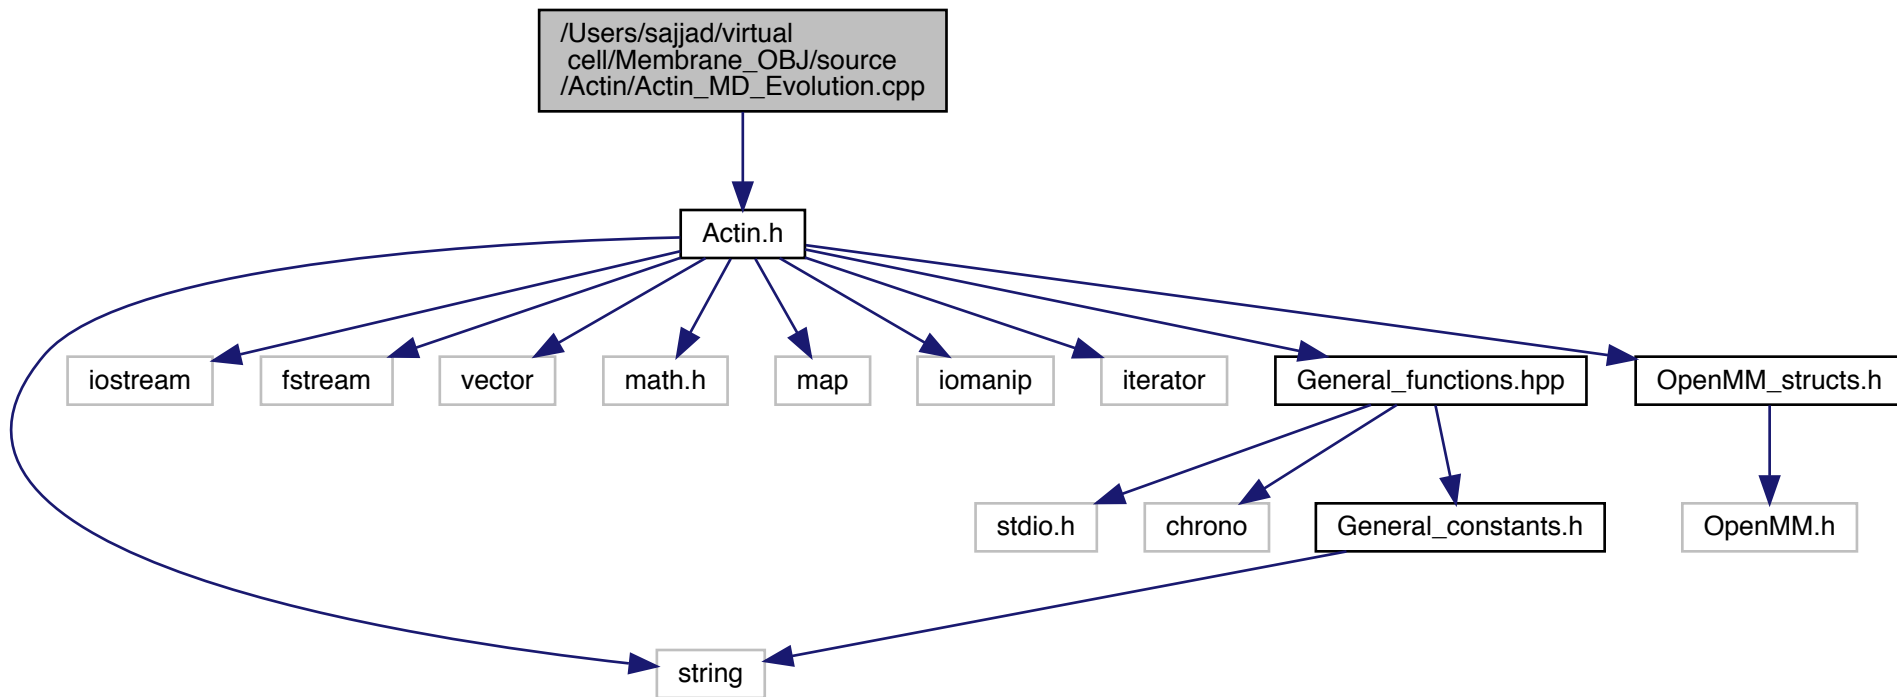 /Users/sajjad/virtual
cell/Membrane_OBJ/source
/Actin/Actin_MD_Evolution.cpp
Actin.h
iostream
fstream
vector
math.h
map
iomanip
iterator
General_functions.hpp
OpenMM_structs.h
stdio.h
chrono
General_constants.h
OpenMM.h
string